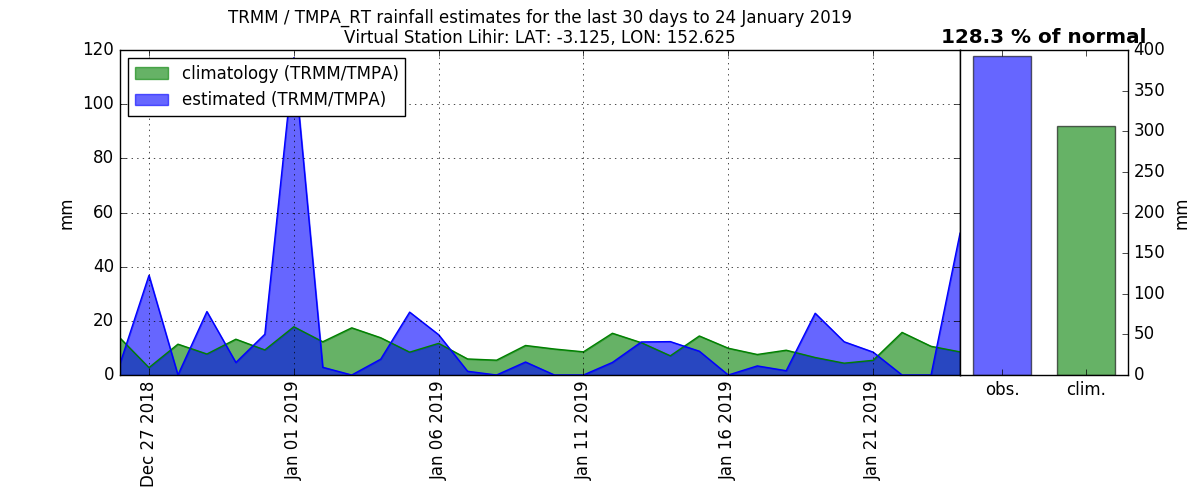 TRMM / TMPA_RT rainfall estimates for the last 30 days to 24 January 2019
Virtual Station Lihir: LAT: -3.125, LON: 152.625
128.3 % of normal
climatology (TRMM/TMPA)
estimated (TRMM/TMPA)
mm
120
100
80
60
40
20
0
Dec 27 2018
Jan 01 2019
Jan 06 2019
Jan 11 2019
Jan 16 2019
Jan 21 2019
obs.
clim.
400
350
300
250
200
150
100
50
0
mm